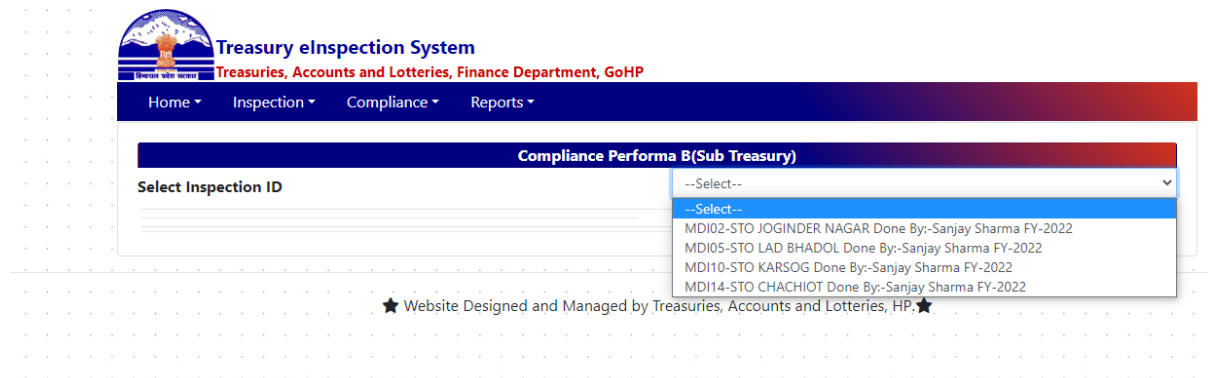 Treasury eInspection System
हिमाचल प्रदेश सरकार Treasuries, Accounts and Lotteries, Finance Department, GoHP
Home Inspection Compliance Reports
Compliance Performa B(Sub Treasury)
Select Inspection ID --Select--
--Select--
MDI02-STO JOGINDER NAGAR Done By:-Sanjay Sharma FY-2022
MDI05-STO LAD BHADOL Done By:-Sanjay Sharma FY-2022
MDI10-STO KARSOG Done By:-Sanjay Sharma FY-2022
MDI14-STO CHACHIOT Done By:-Sanjay Sharma FY-2022
★ Website Designed and Managed by Treasuries, Accounts and Lotteries, HP.★